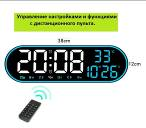 Управление настройками и функциями
с дистанционного пульта.
38cm
20:08
33°c
10/26
12cm